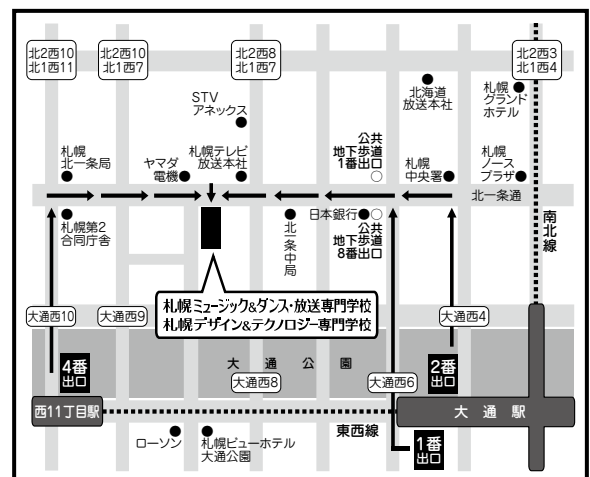 北2西10
北1西11
北2西10
北1西7
北2西8
北1西7
北2西3
北1西4
STV
アネックス
北海道
放送本社
札幌
グランド
ホテル
札幌
北一条局
ヤマダ
電機
札幌テレビ
放送本社
公共
地下歩道
1番出口
札幌
中央署
札幌
ノース
プラザ
北一条通
札幌第2
合同庁舎
北一条中局
日本銀行
公共
地下歩道
8番出口
南北線
札幌ミュージック&ダンス・放送専門学校
札幌デザイン&テクノロジー専門学校
大通西10
大通西9
大通西4
大通公園
大通西8
大通西6
4番
出口
2番
出口
西11丁目駅
大通駅
東西線
ローソン
札幌ビューホテル
大通公園
1番
出口